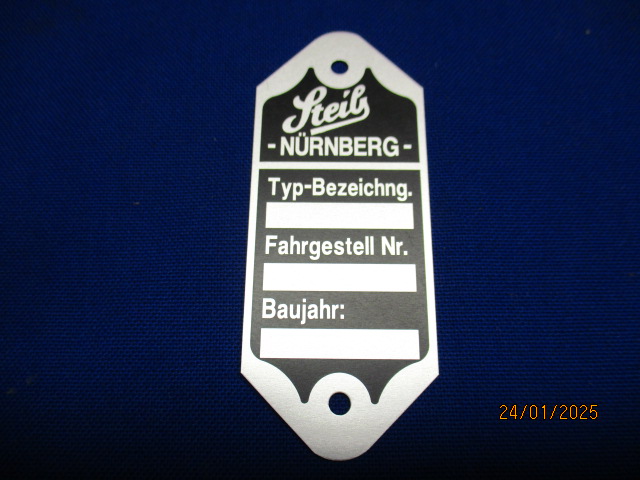 Steib
- NÜRNBERG -
Typ-Bezeichng.
Fahrgestell Nr.
Baujahr:
24/01/2025